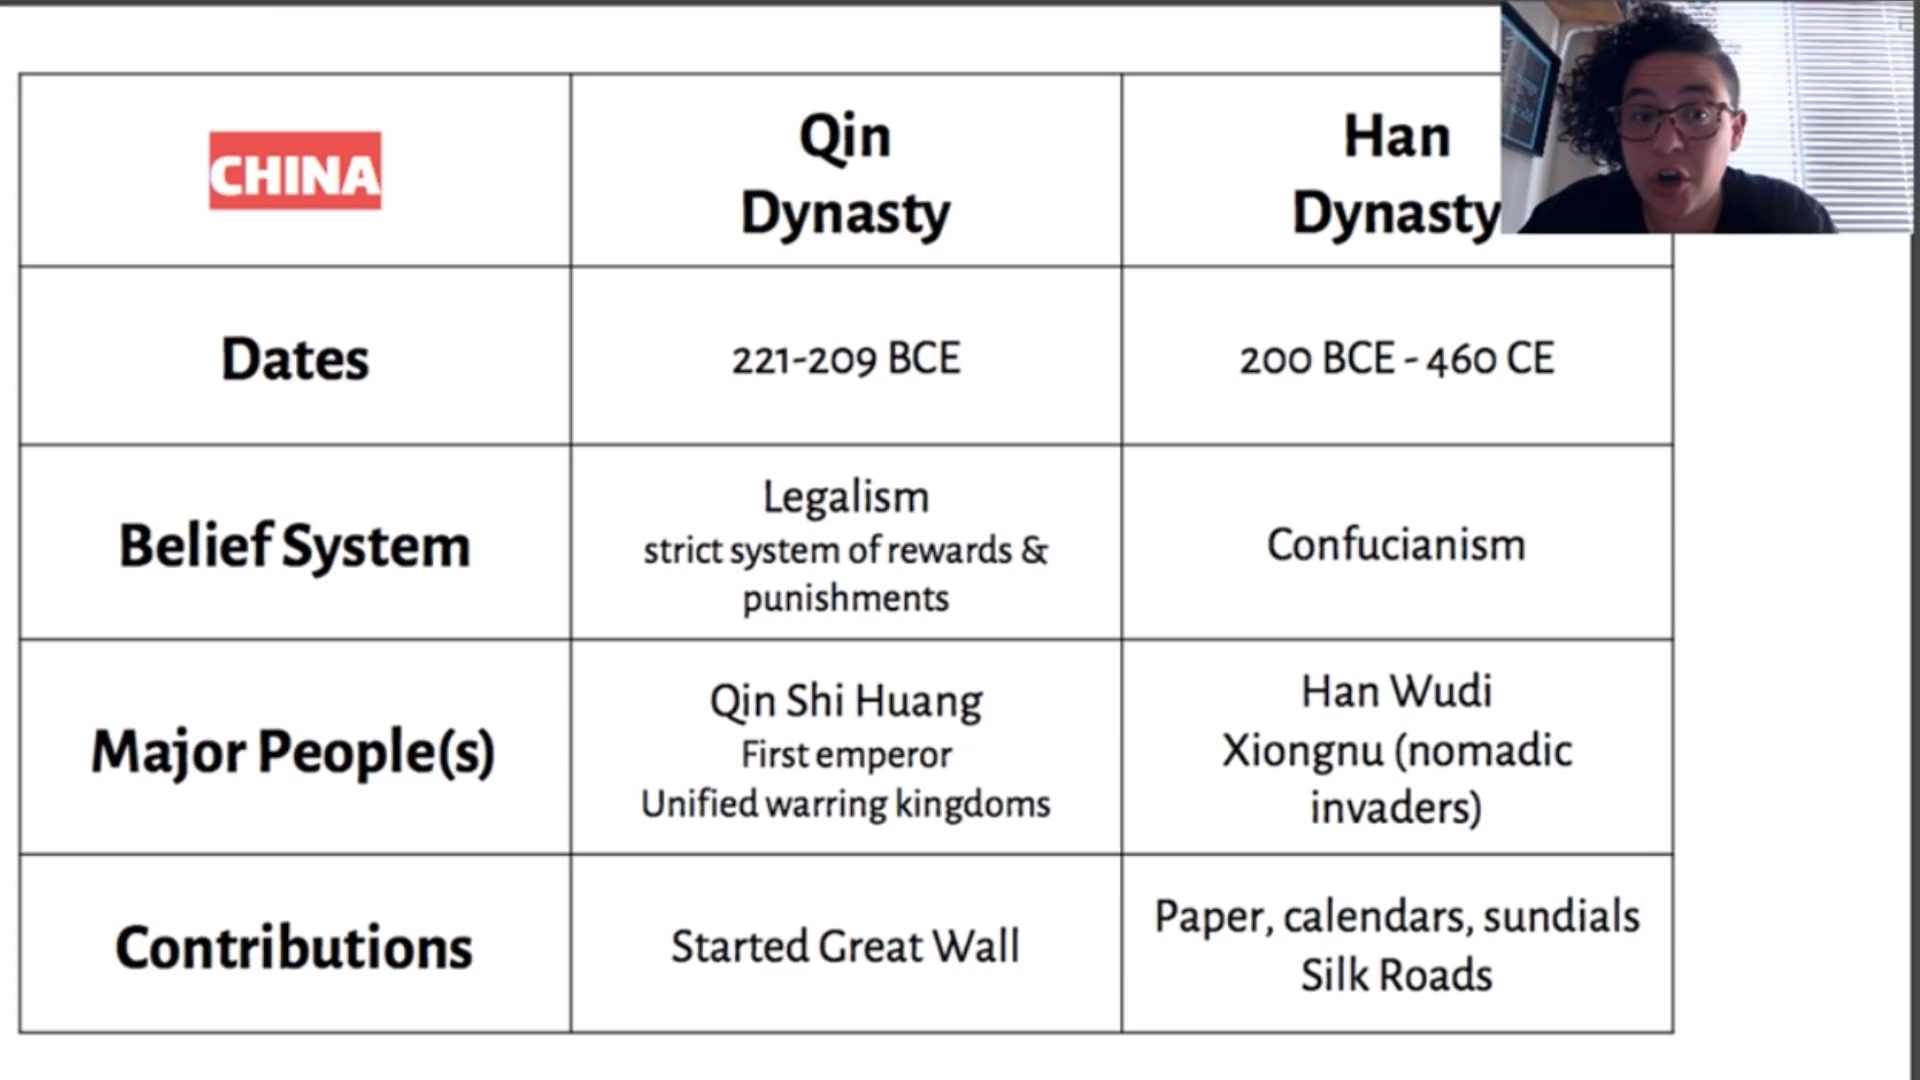 CHINA
Qin
Dynasty
Han
Dynasty
Dates
221-209 BCE
200 BCE - 460 CE
Belief System
Legalism
strict system of rewards &
punishments
Confucianism
Major People(s)
Qin Shi Huang
First emperor
Unified warring kingdoms
Han Wudi
Xiongnu (nomadic
invaders)
Contributions
Started Great Wall
Paper, calendars, sundials
Silk Roads